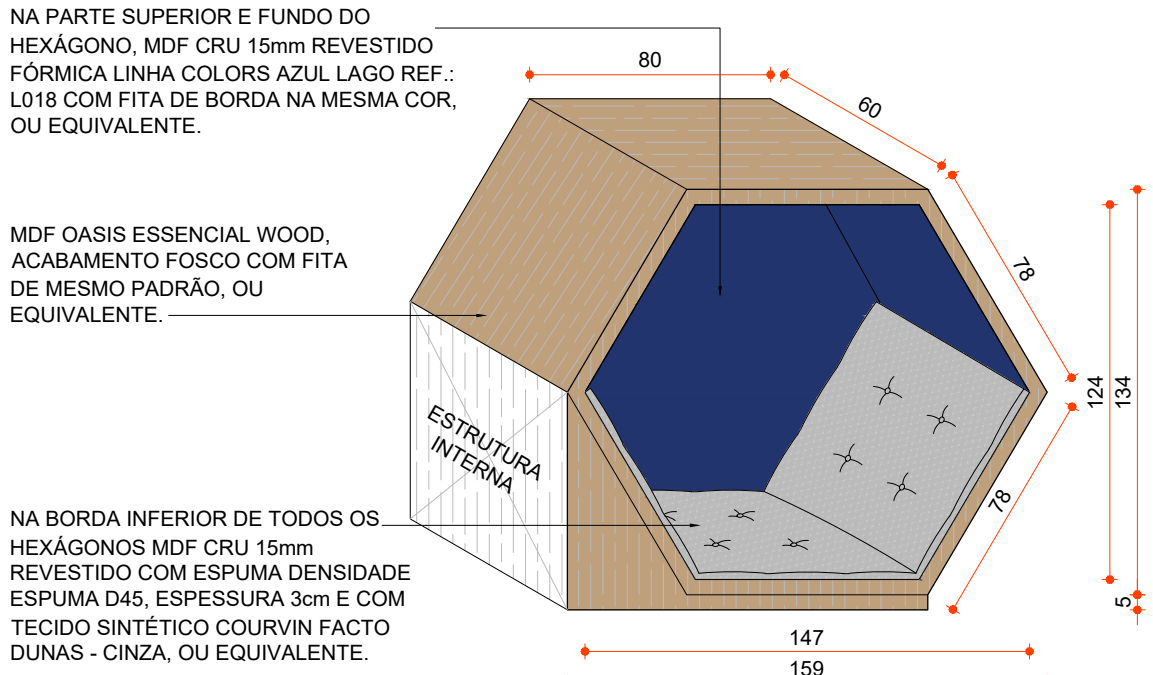 NA PARTE SUPERIOR E FUNDO DO
HEXÁGONO, MDF CRU 15mm REVESTIDO
FÓRMICA LINHA COLORS AZUL LAGO REF.:
L018 COM FITA DE BORDA NA MESMA COR,
OU EQUIVALENTE.
80
60
78
MDF OASIS ESSENCIAL WOOD,
ACABAMENTO FOSCO COM FITA
DE MESMO PADRÃO, OU
EQUIVALENTE.
124
134
ESTRUTURA
INTERNA
78
NA BORDA INFERIOR DE TODOS OS
HEXÁGONOS MDF CRU 15mm
REVESTIDO COM ESPUMA DENSIDADE
ESPUMA D45, ESPESSURA 3cm E COM
TECIDO SINTÉTICO COURVIN FACTO
DUNAS - CINZA, OU EQUIVALENTE.
5
147
159